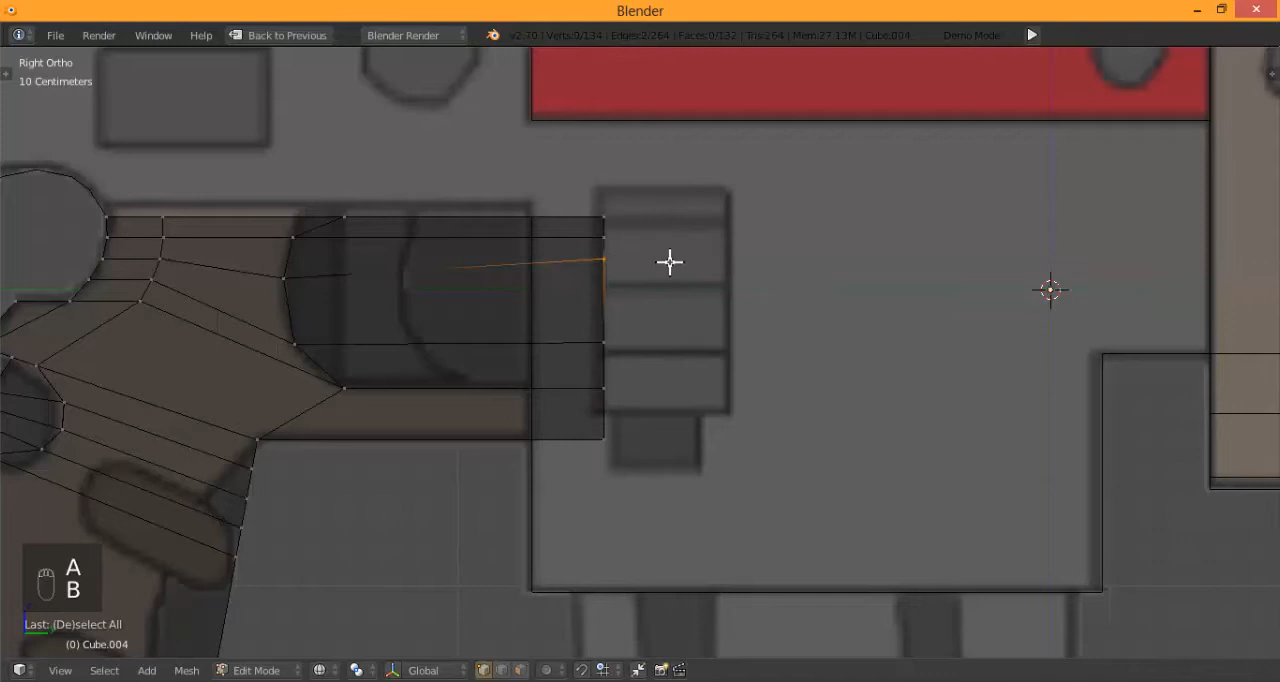 Blender
File Render Window Help Back to Previous Blender Render v2.70 | Verts:0/134 | Edges:2/264 | Faces:0/132 | Tris:264 | Mem:27.13M | Cube.004 Demo Mode
Right Ortho
10 Centimeters
A
B
Last: (De)select All
(0) Cube.004
View Select Add Mesh Edit Mode Global